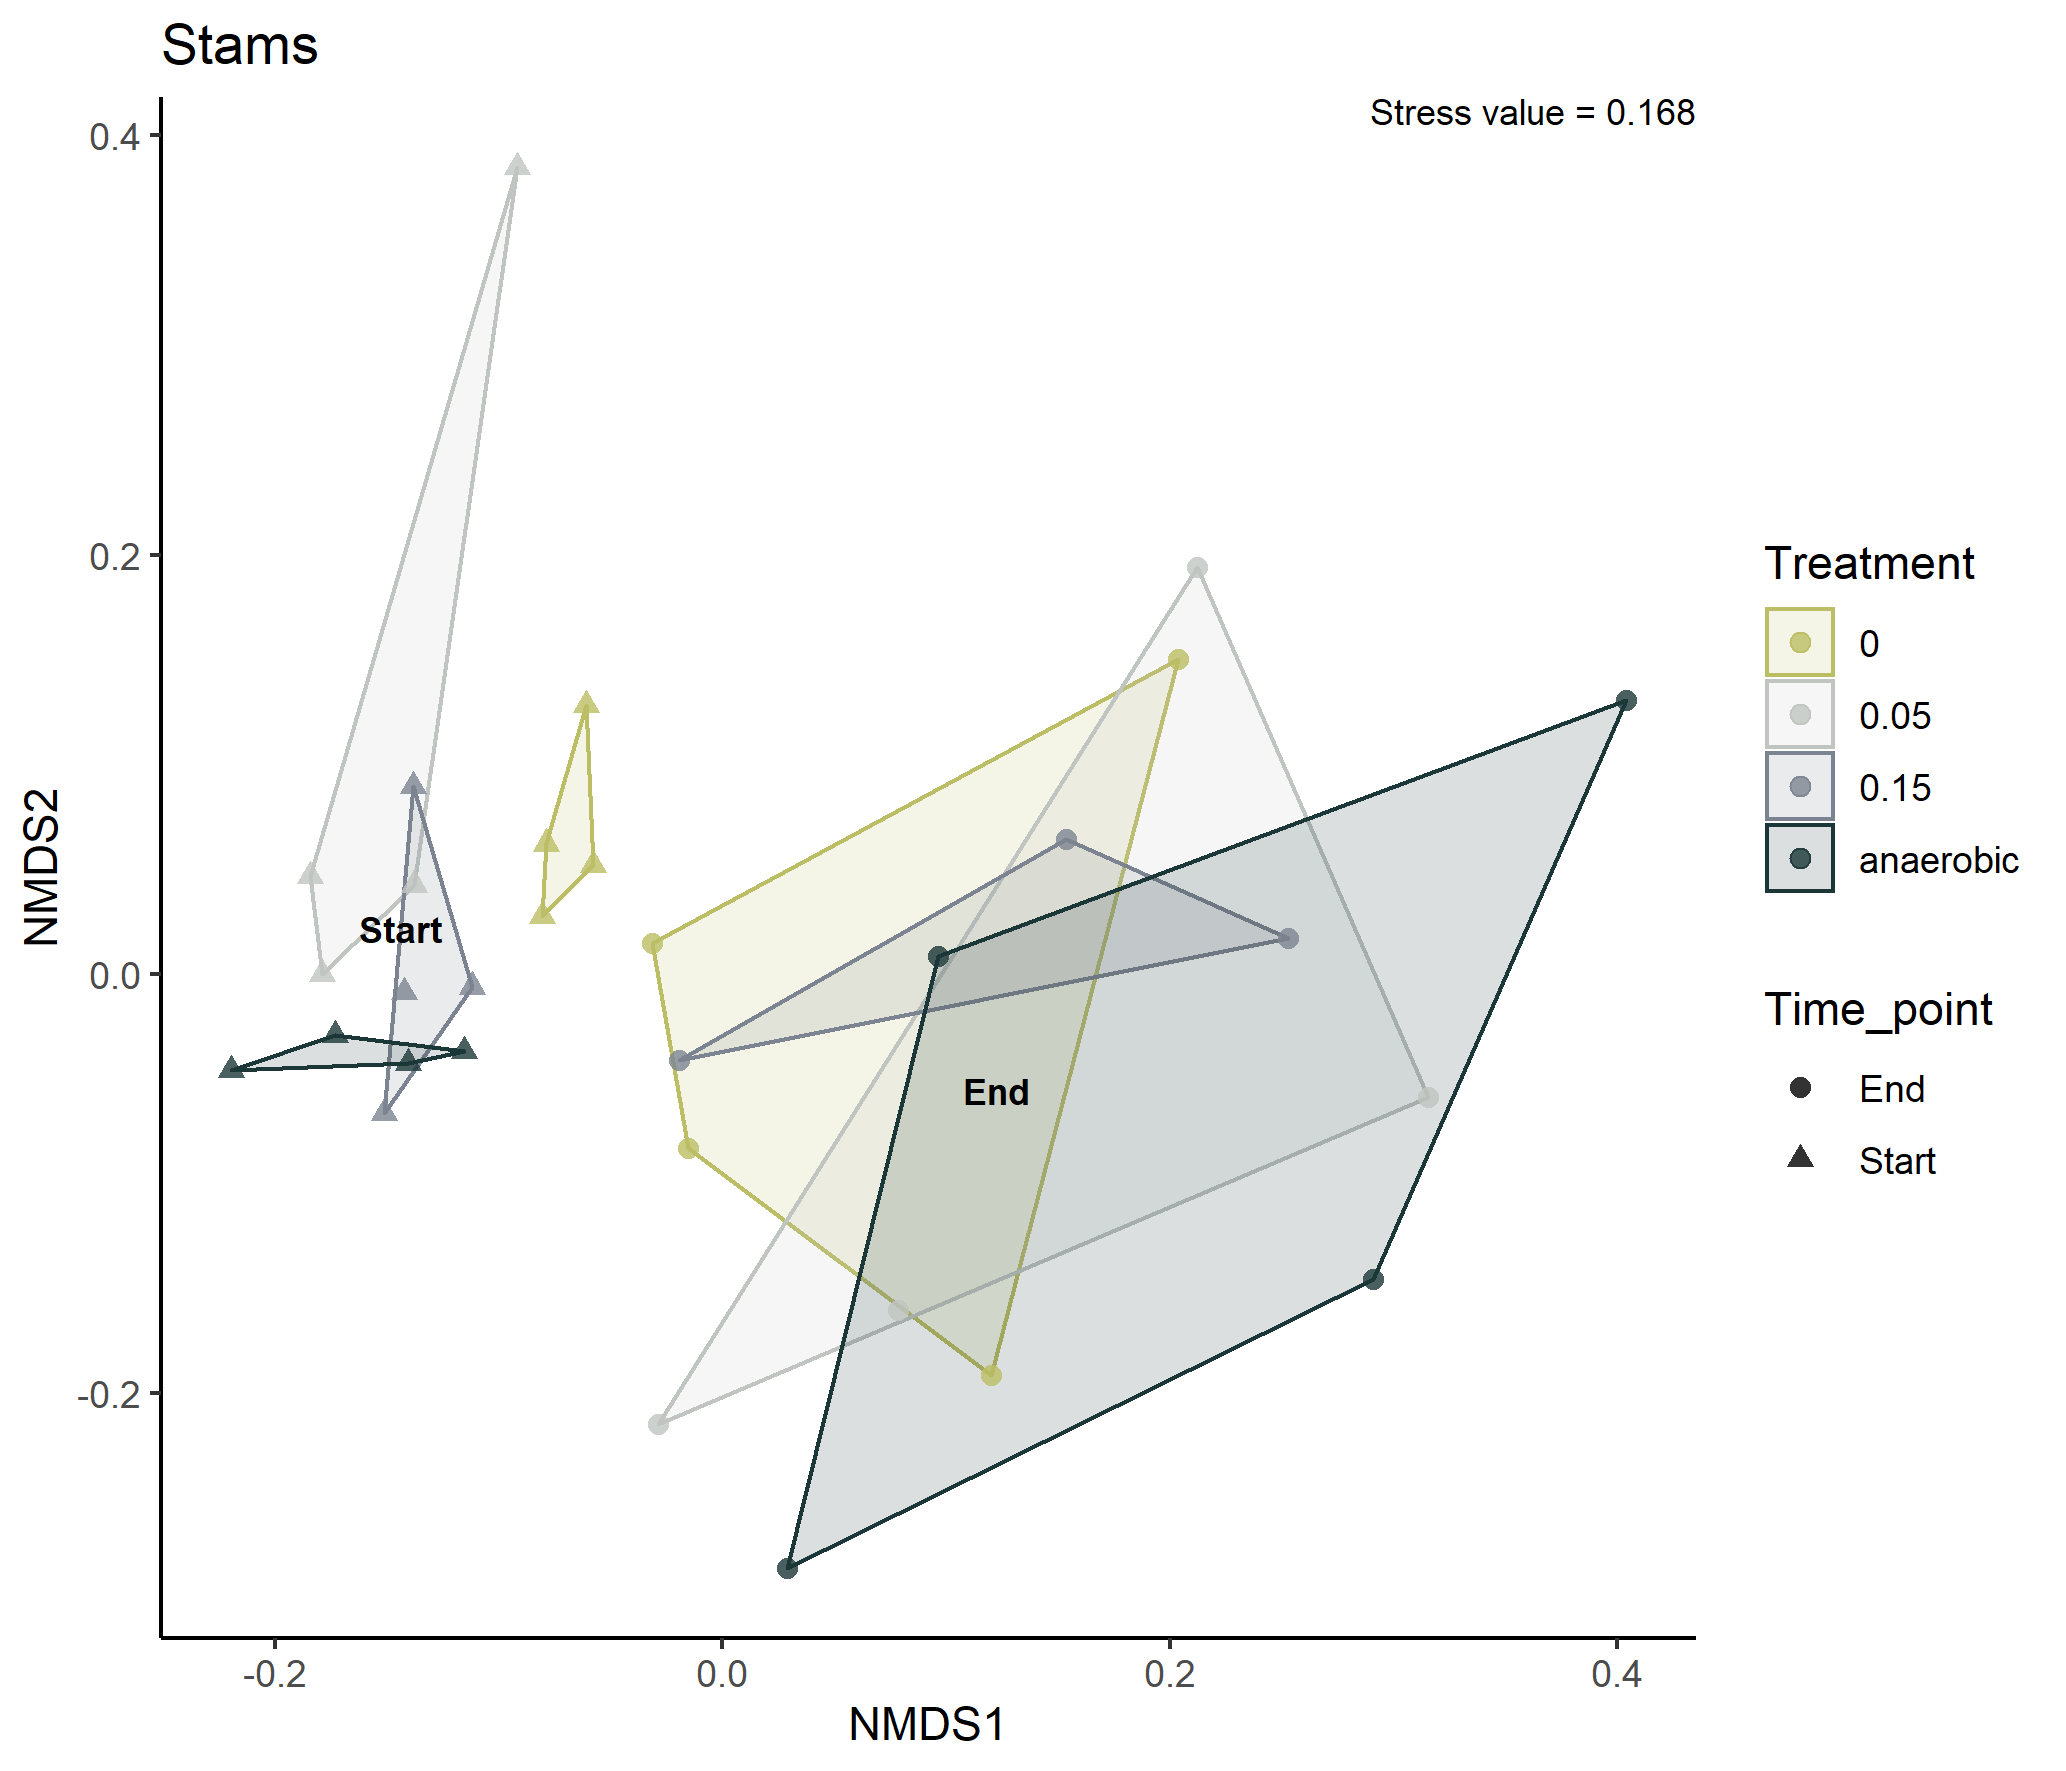 Stams
Stress value = 0.168
0.4
0.2
0.0
-0.2
NMDS2
Start
End
-0.2
0.0
0.2
0.4
NMDS1
Treatment
0
0.05
0.15
anaerobic
Time_point
End
Start